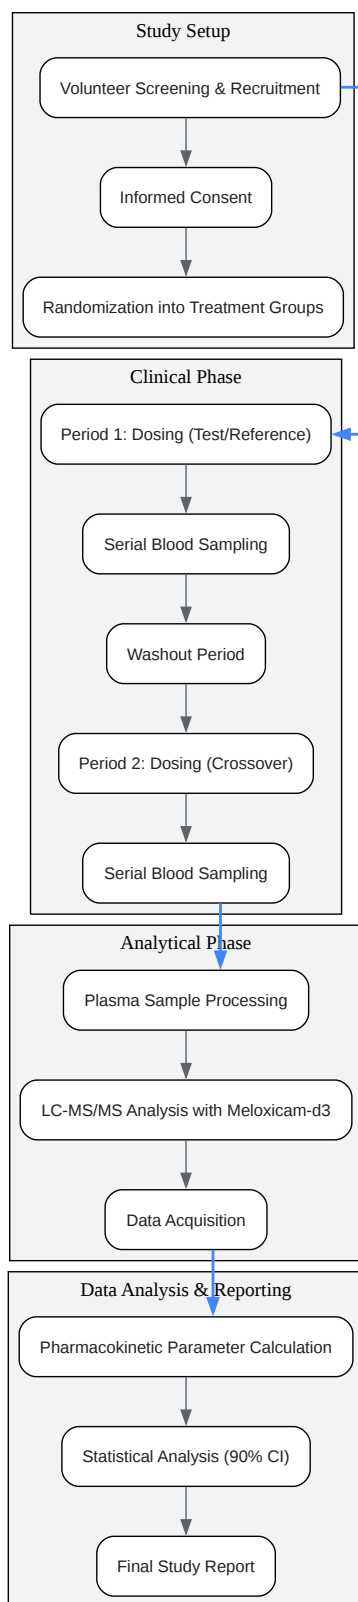 Study Setup
Volunteer Screening & Recruitment
Informed Consent
Randomization into Treatment Groups
Clinical Phase
Period 1: Dosing (Test/Reference)
Serial Blood Sampling
Washout Period
Period 2: Dosing (Crossover)
Serial Blood Sampling
Analytical Phase
Plasma Sample Processing
LC-MS/MS Analysis with Meloxicam-d3
Data Acquisition
Data Analysis & Reporting
Pharmacokinetic Parameter Calculation
Statistical Analysis (90% CI)
Final Study Report